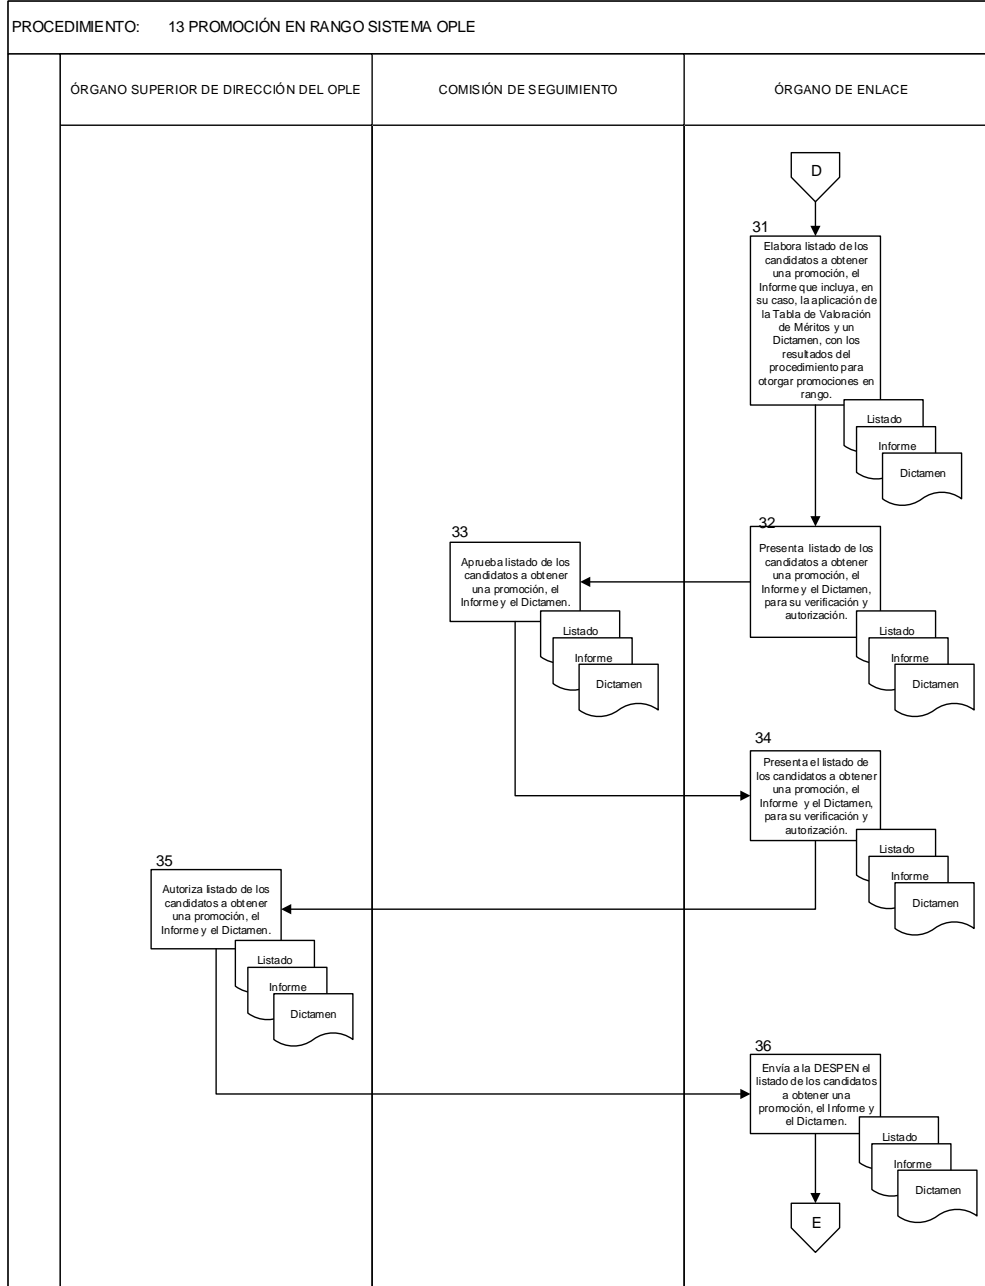 PROCEDIMIENTO: 13 PROMOCIÓN EN RANGO SISTEMA OPLE
ÓRGANO SUPERIOR DE DIRECCIÓN DEL OPLE
COMISIÓN DE SEGUIMIENTO
ÓRGANO DE ENLACE
D
31
Elabora listado de los
candidatos a obtener
una promoción, el
Informe que incluya, en
su caso, la aplicación de
la Tabla de Valoración
de Méritos y un
Dictamen, con los
resultados del
procedimiento para
otorgar promociones en
rango.
Listado
Informe
Dictamen
32
Presenta listado de los
candidatos a obtener
una promoción, el
Informe y el Dictamen,
para su verificación y
autorización.
Listado
Informe
Dictamen
33
Aprueba listado de los
candidatos a obtener
una promoción, el
Informe y el Dictamen.
Listado
Informe
Dictamen
34
Presenta el listado de
los candidatos a obtener
una promoción, el
Informe y el Dictamen,
para su verificación y
autorización.
Listado
Informe
Dictamen
35
Autoriza listado de los
candidatos a obtener
una promoción, el
Informe y el Dictamen.
Listado
Informe
Dictamen
36
Envía a la DESPEN el
listado de los candidatos
a obtener una
promoción, el Informe y
el Dictamen.
Listado
Informe
Dictamen
E